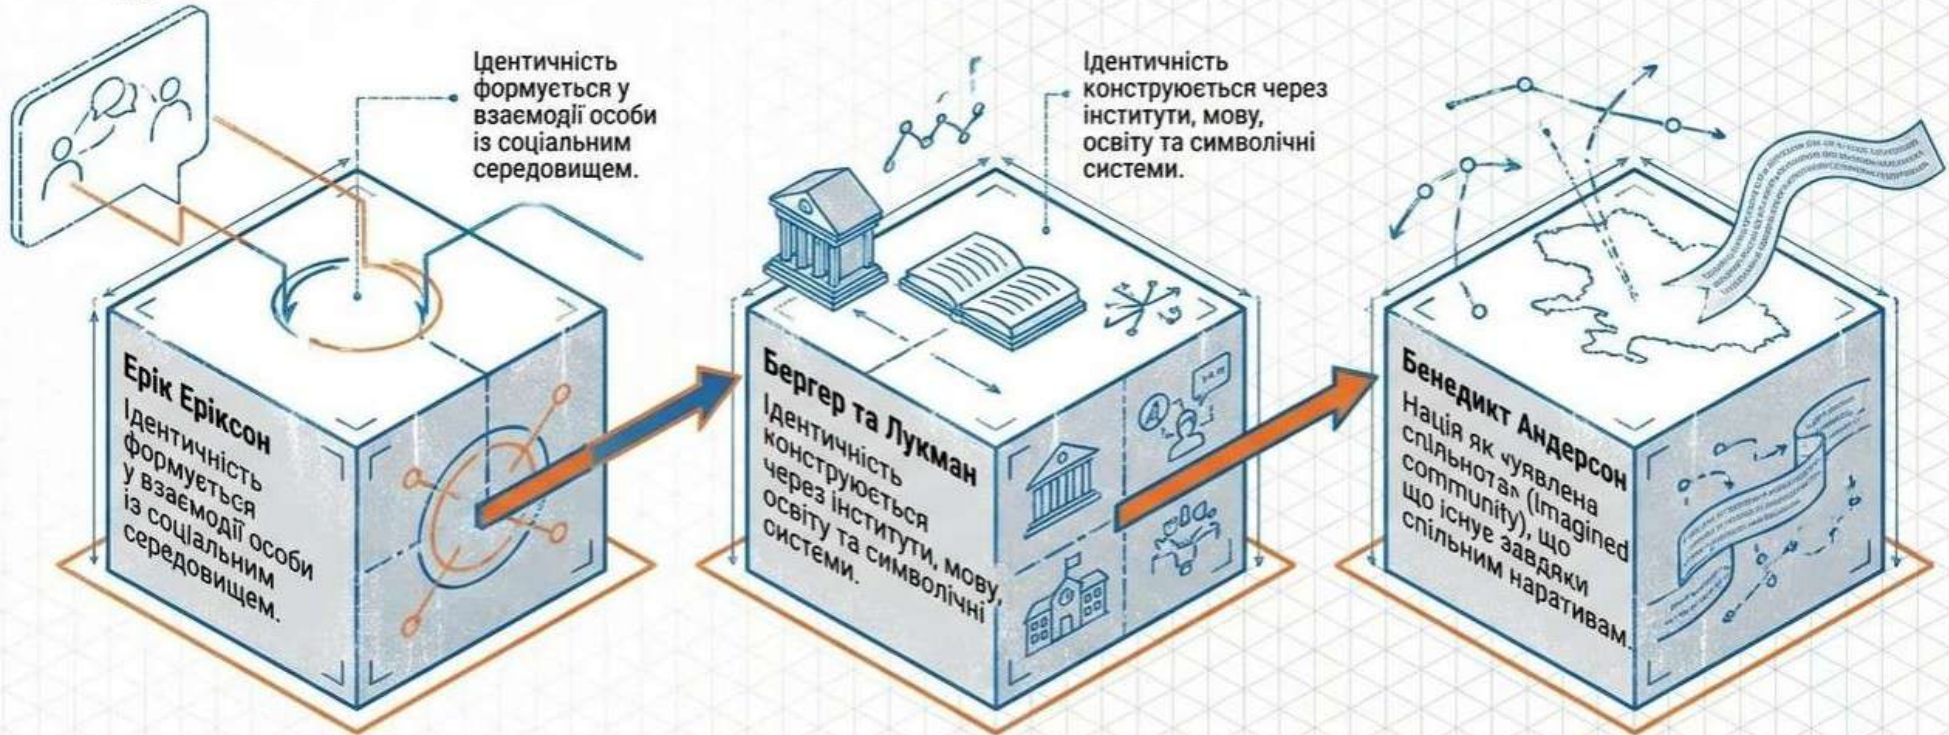 Ідентичність
формується у
взаємодії особи
із соціальним
середовищем.
Ідентичність
конструюється через
інститути, мову,
освіту та символічні
системи.
Ерік Еріксон
Ідентичність
формується
у взаємодії особи
із соціальним
середовищем.
Бергер та Лукман
Ідентичність
конструюється
через інститути, мову,
освіту та символічні
системи.
Бенедикт Андерсон
Нація як «уявлена
спільнота» (imagined
community), що
що існує завдяки
спільним наративам.